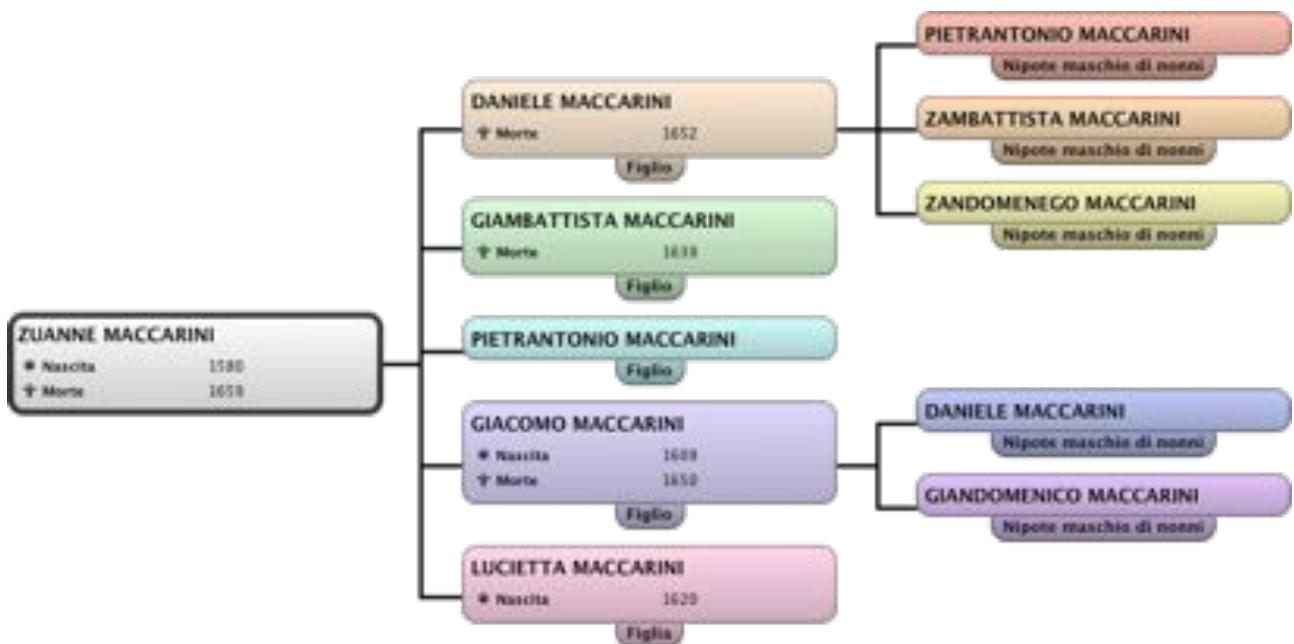 ZUANNE MACCARINI
Nascita 1580
Morte 1659
DANIELE MACCARINI
Morte 1652
Figlio
GIAMBATTISTA MACCARINI
Morte 1639
Figlio
PIETRANTONIO MACCARINI
Figlio
GIACOMO MACCARINI
Nascita 1609
Morte 1650
Figlio
LUCIETTA MACCARINI
Nascita 1620
Figlia
PIETRANTONIO MACCARINI
Nipote maschio di nonni
ZAMBATTISTA MACCARINI
Nipote maschio di nonni
ZANDOMENEGO MACCARINI
Nipote maschio di nonni
DANIELE MACCARINI
Nipote maschio di nonni
GIANDOMENICO MACCARINI
Nipote maschio di nonni